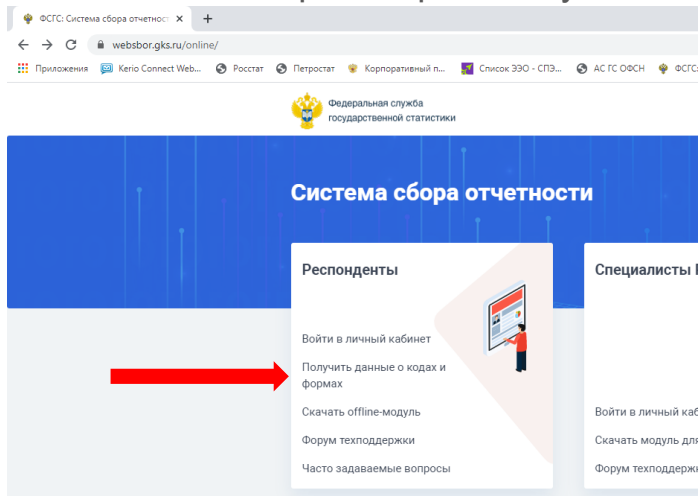 ФСГС: Система сбора отчетност
websbor.gks.ru/online/
Приложения Kerio Connect Web... Росстат Петростат Корпоративный п... Список ЭЭО - СПЭ... АС ГС ОФСН ФСГС:
Федеральная служба
государственной статистики
Система сбора отчетности
Респонденты
Войти в личный кабинет
Получить данные о кодах и
формах
Скачать offline-модуль
Форум техподдержки
Часто задаваемые вопросы
Специалисты
Войти в личный каб
Скачать модуль для
Форум техподдержк